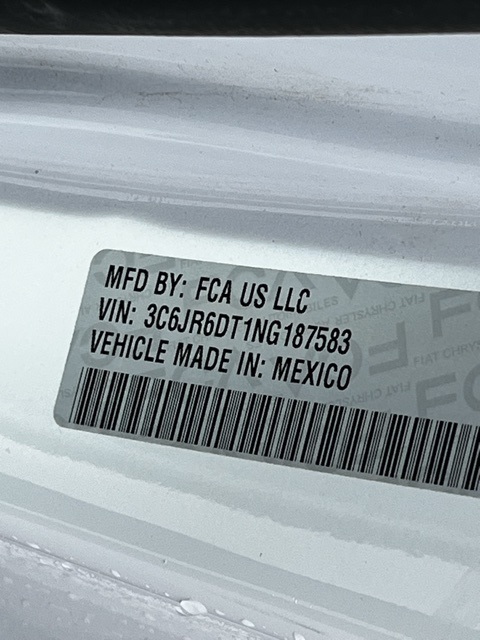 MFD BY: FCA US LLC
VIN: 3C6JR6DT1NG187583
VEHICLE MADE IN: MEXICO